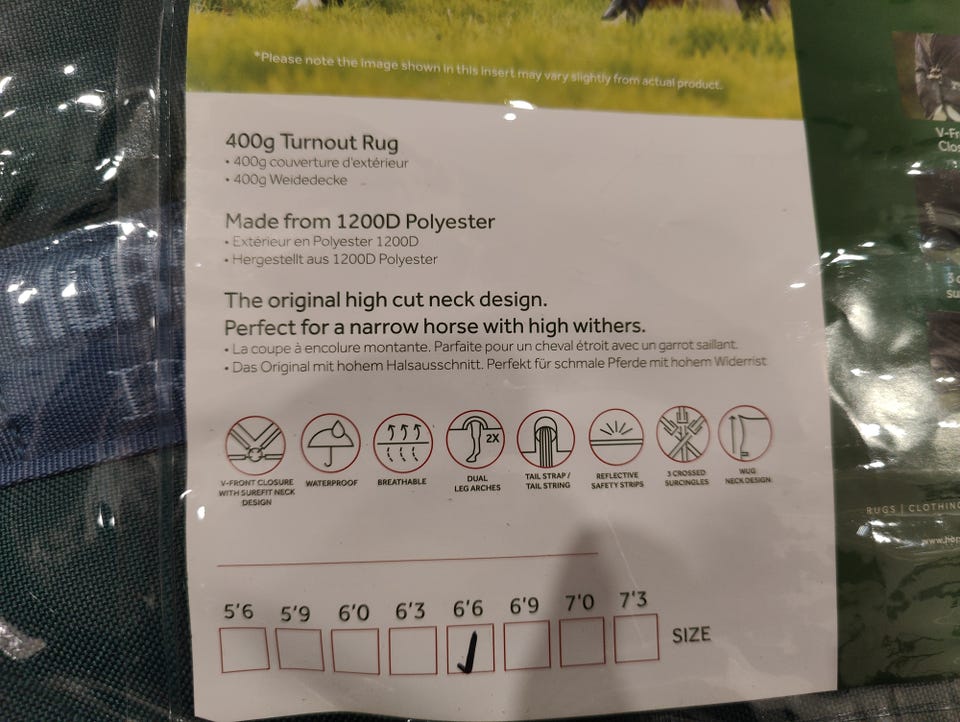 *Please note the image shown in this insert may vary slightly from actual product.
400g Turnout Rug
• 400g couverture d'extérieur
• 400g Weidedecke
Made from 1200D Polyester
• Extérieur en Polyester 1200D
• Hergestellt aus 1200D Polyester
The original high cut neck design.
Perfect for a narrow horse with high withers.
• La coupe à encolure montante. Parfaite pour un cheval étroit avec un garrot saillant.
• Das Original mit hohem Halsausschnitt. Perfekt für schmale Pferde mit hohem Widerrist
2X
V-FRONT CLOSURE
WITH SUREFIT NECK
DESIGN
WATERPROOF
BREATHABLE
DUAL
LEG ARCHES
TAIL STRAP /
TAIL STRING
REFLECTIVE
SAFETY STRIPS
3 CROSSED
SURCINGLES
WUG
NECK DESIGN
5'6 5'9 6'0 6'3 6'6 6'9 7'0 7'3
SIZE
V-Fr
Clos
3 c
su
RUGS | CLOTHING
www.hor